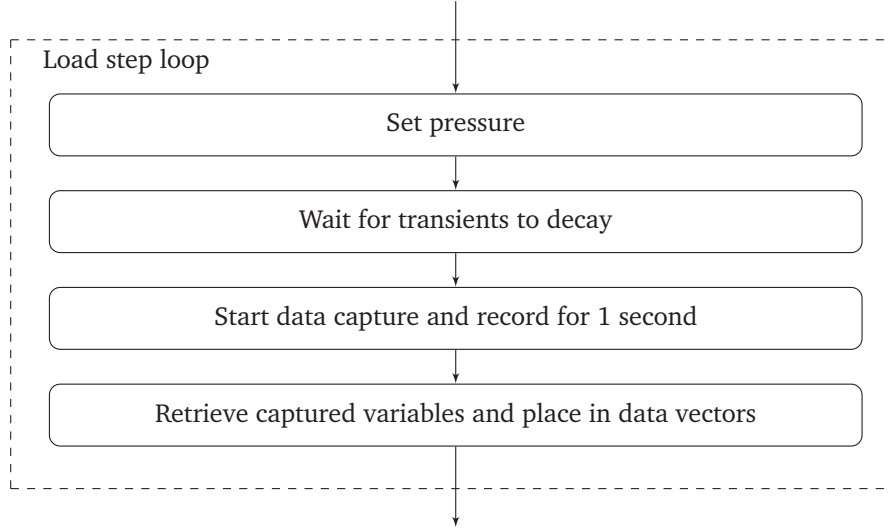 Load step loop
Set pressure
Wait for transients to decay
Start data capture and record for 1 second
Retrieve captured variables and place in data vectors